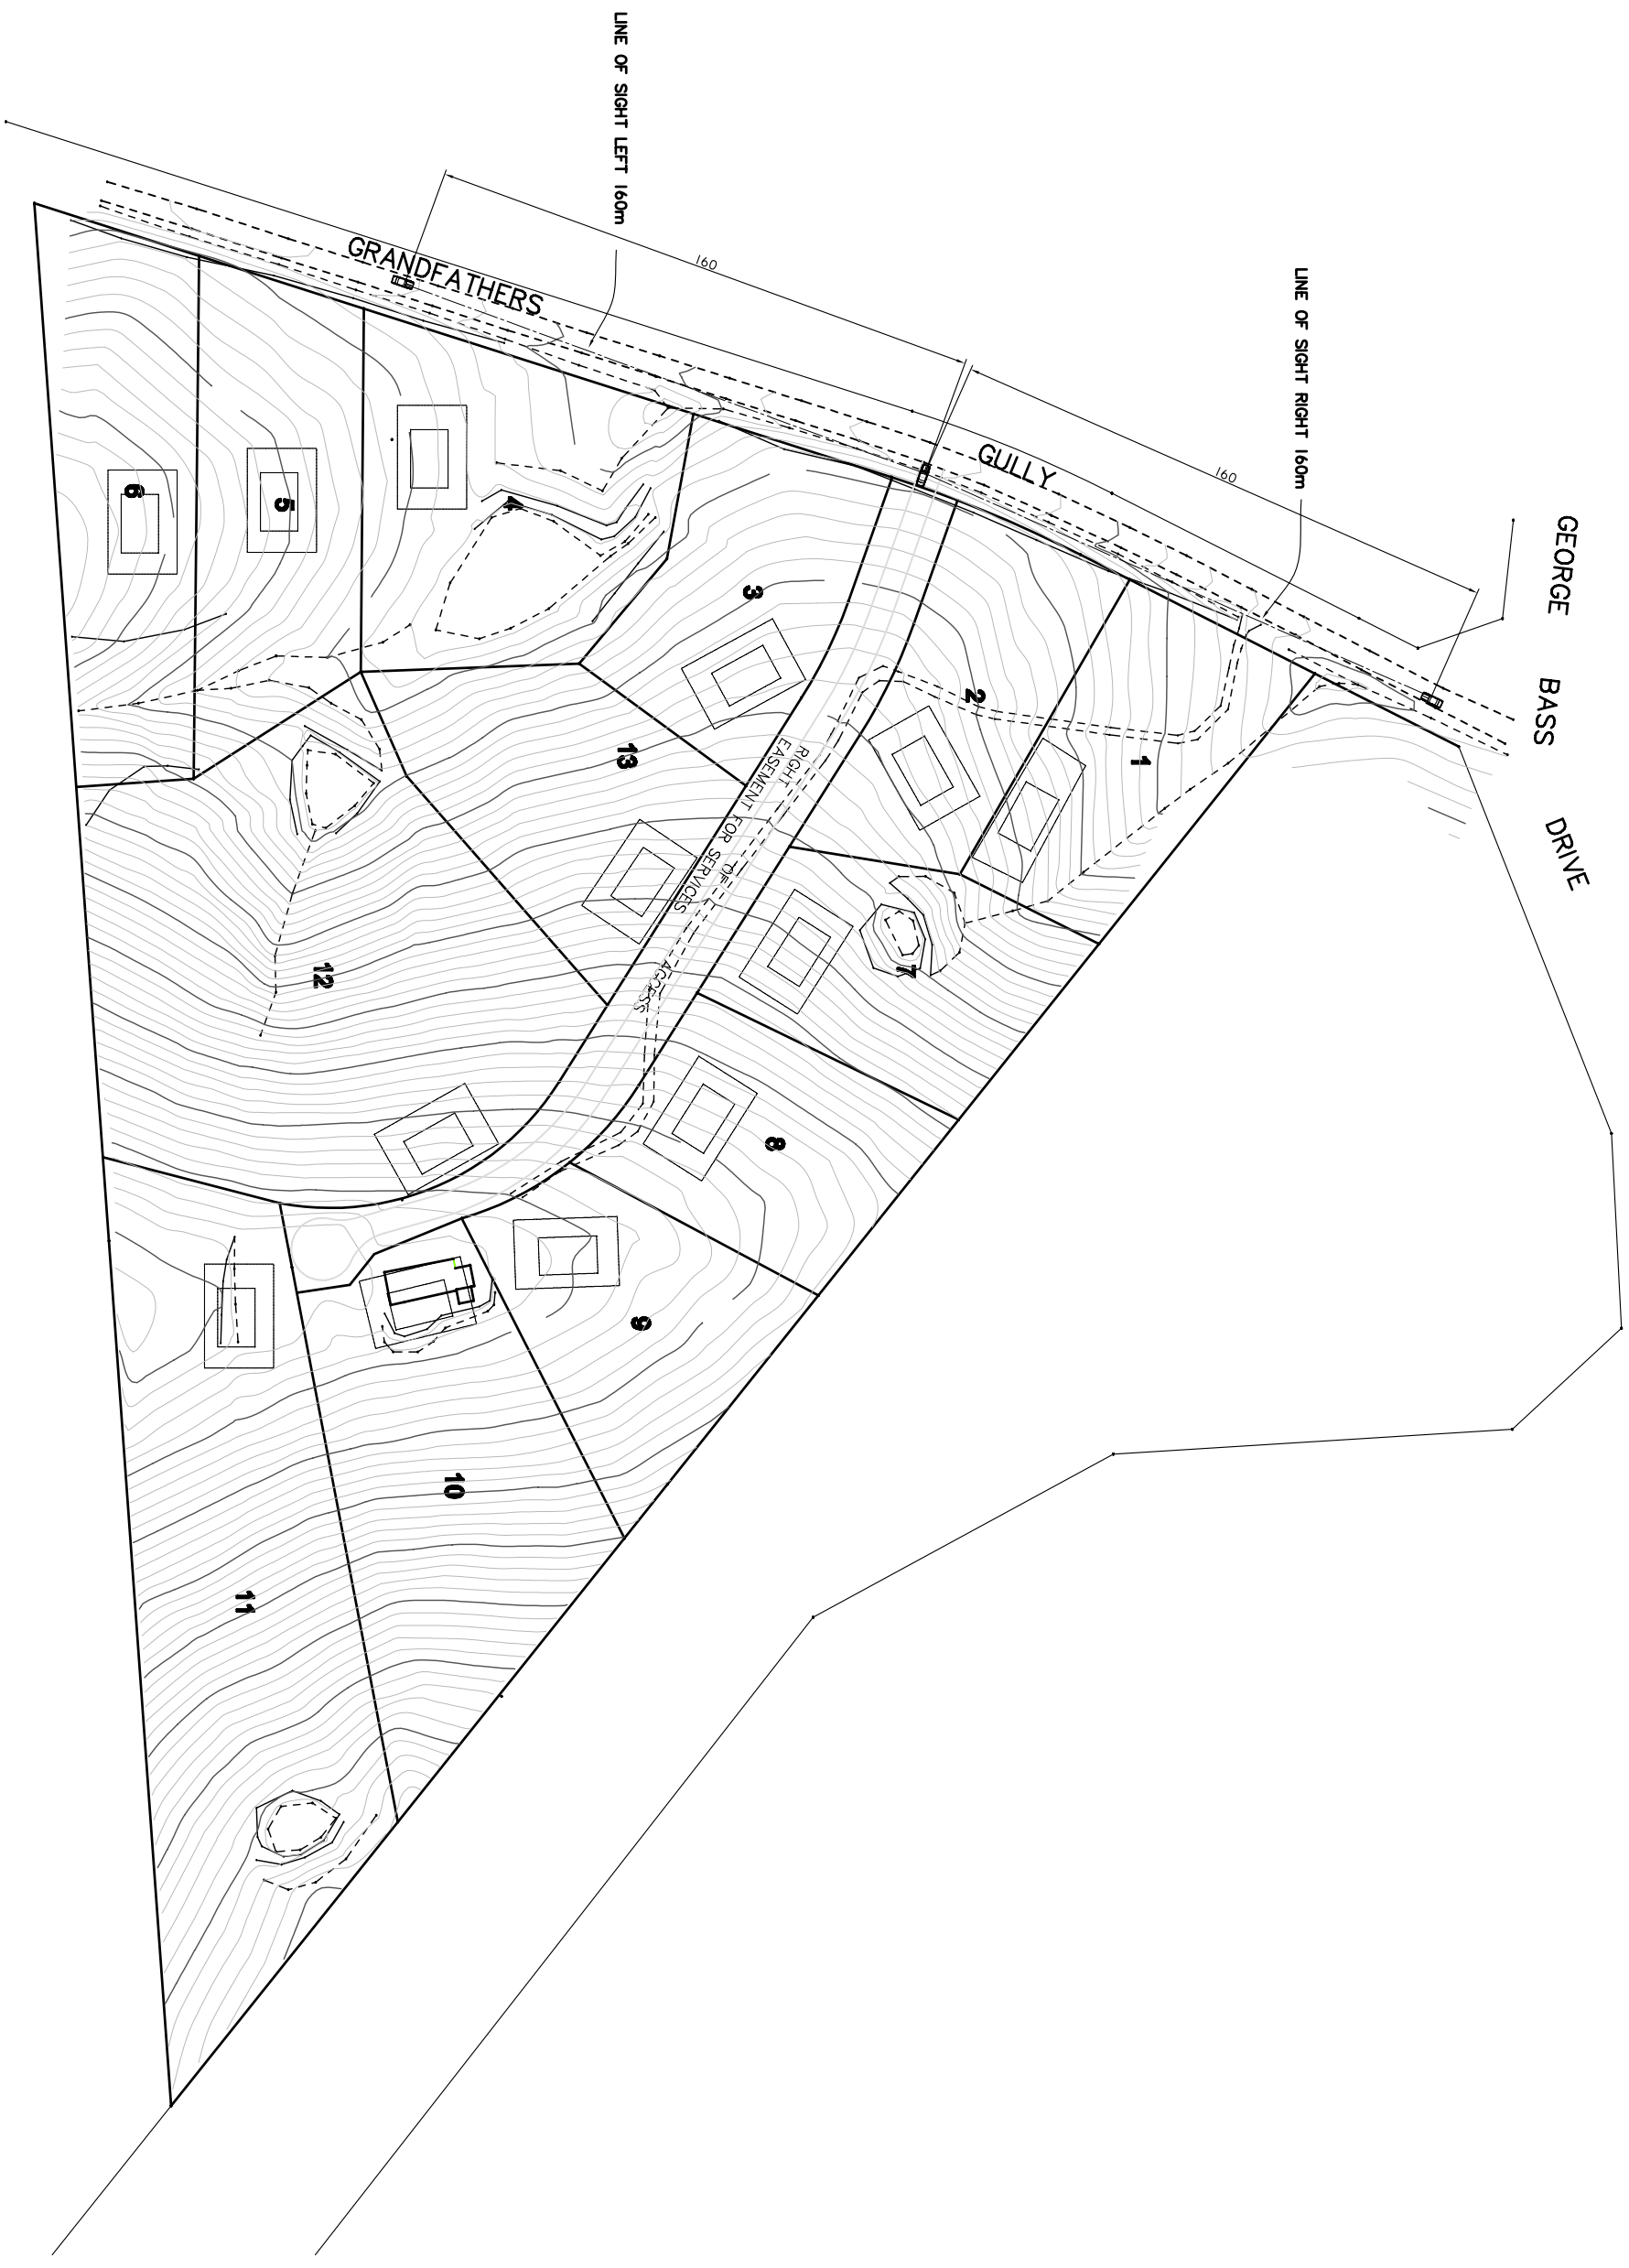 LINE OF SIGHT LEFT 160m
LINE OF SIGHT RIGHT 160m
160
160
GRANDFATHERS
GULLY
GEORGE
BASS
DRIVE
1
2
3
4
5
6
7
8
9
10
11
12
13
RIGHT
OF
ACCESS
EASEMENT FOR SERVICES